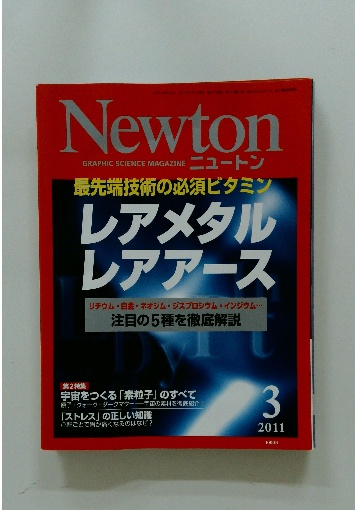 Newton
GRAPHIC SCIENCE MAGAZINE ニュートン
最先端技術の必須ビタミン
レアメタル
レアアース
リチウム・白金・ネオジム・ジスプロシウム・インジウム…
注目の5種を徹底解説
第2特集
宇宙をつくる「素粒子」のすべて
「ストレス」の正しい知識
3
2011